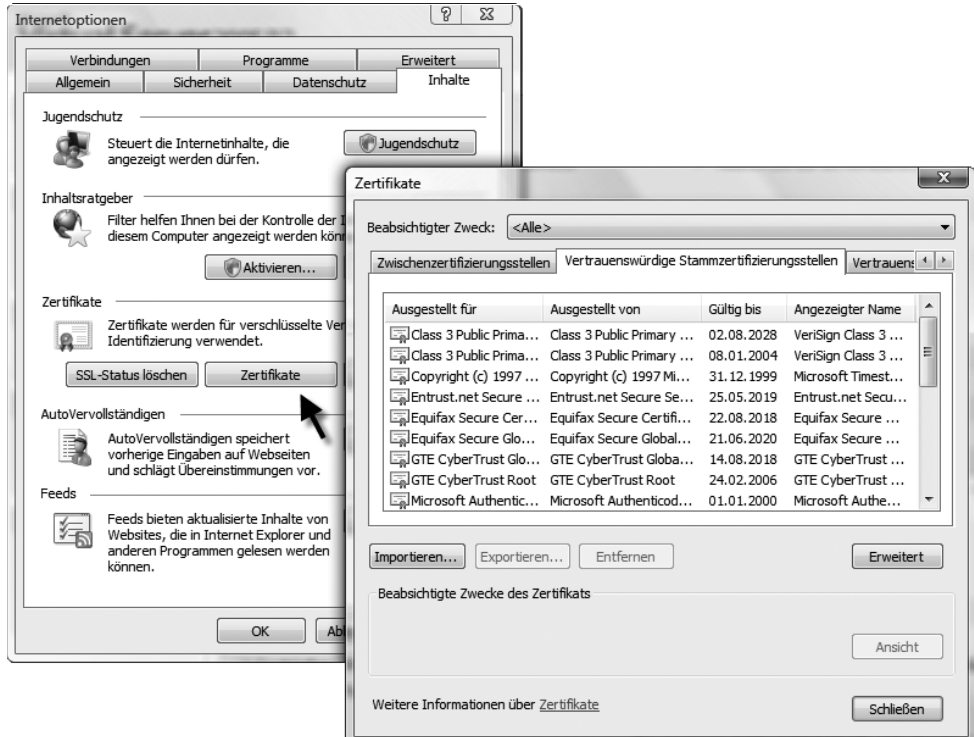 Internetoptionen
Verbindungen Programme Erweitert
Allgemein Sicherheit Datenschutz Inhalte
Jugendschutz
Steuert die Internetinhalte, die
angezeigt werden dürfen.
Jugendschutz
Inhaltsratgeber
Filter helfen Ihnen bei der Kontrolle der
diesem Computer angezeigt werden
Aktivieren...
Zertifikate
Zertifikate werden für verschlüsselte
Identifizierung verwendet.
SSL-Status löschen Zertifikate
AutoVervollständigen
AutoVervollständigen speichert
vorherige Eingaben auf Webseiten
und schlägt Übereinstimmungen vor.
Feeds
Feeds bieten aktualisierte Inhalte von
Websites, die in Internet Explorer und
anderen Programmen gelesen werden
können.
OK
Zertifikate
Beabsichtigter Zweck: <Alle>
Zwischenzertifizierungsstellen Vertrauenswürdige Stammzertifizierungsstellen
Ausgestellt für Ausgestellt von Gültig bis Angezeigter Name
Class 3 Public Prima... Class 3 Public Primary ... 02.08.2028 VeriSign Class 3 ...
Class 3 Public Prima... Class 3 Public Primary ... 08.01.2004 VeriSign Class 3 ...
Copyright (c) 1997 ... Copyright (c) 1997 Mi... 31.12.1999 Microsoft Timest...
Entrust.net Secure ... Entrust.net Secure Se... 25.05.2019 Entrust.net Secu...
Equifax Secure Cer... Equifax Secure Certifi... 22.08.2018 Equifax Secure ...
Equifax Secure Glo... Equifax Secure Global... 21.06.2020 Equifax Secure ...
GTE CyberTrust Glo... GTE CyberTrust Globa... 14.08.2018 GTE CyberTrust ...
GTE CyberTrust Root GTE CyberTrust Root 24.02.2006 GTE CyberTrust ...
Microsoft Authentic... Microsoft Authenticod... 01.01.2000 Microsoft Authe...
Importieren... Exportieren... Entfernen Erweitert
Beabsichtigte Zwecke des Zertifikats
Ansicht
Weitere Informationen über Zertifikate
Schließen